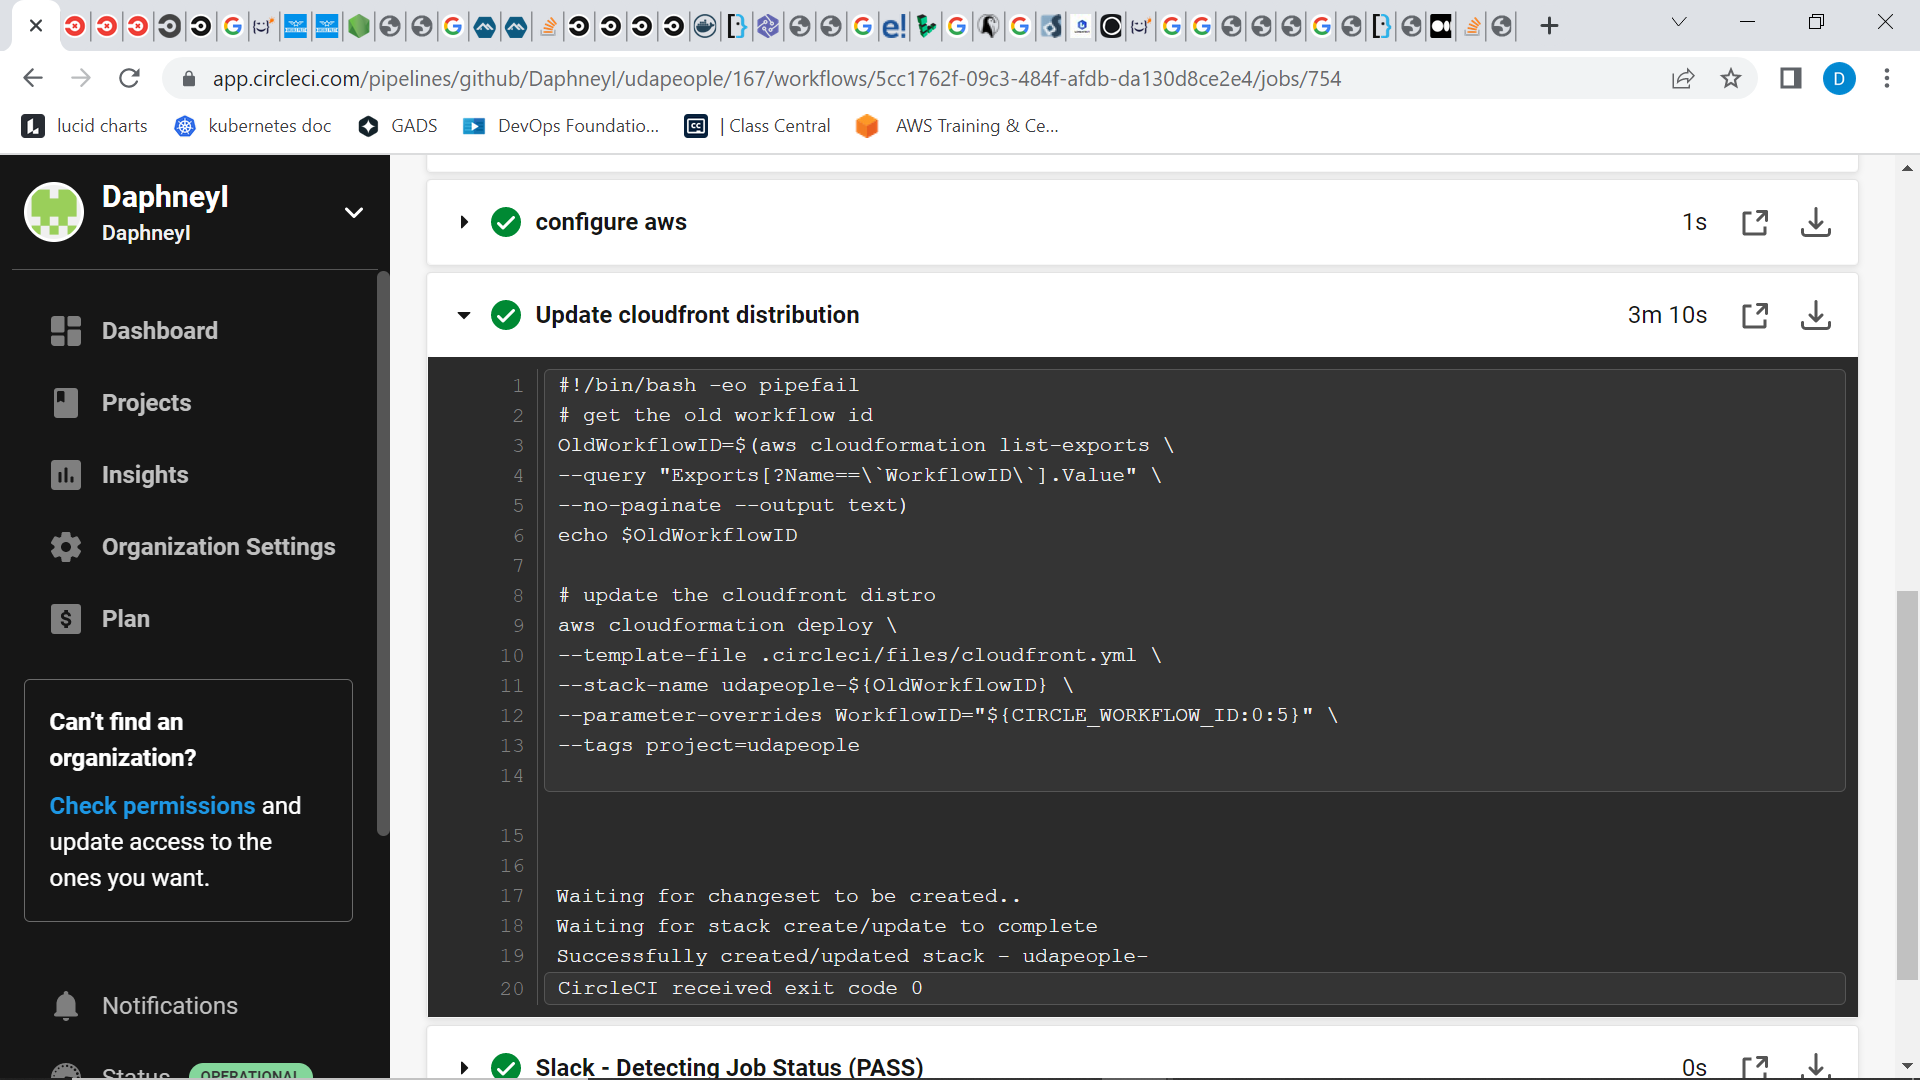 app.circleci.com/pipelines/github/DaphneyI/udapeople/167/workflows/5cc1762f-09c3-484f-afdb-da130d8ce2e4/jobs/754
D
lucid charts
kubernetes doc
GADS
DevOps Foundatio...
| Class Central
AWS Training & Ce...
DaphneyI
DaphneyI
Dashboard
Projects
Insights
Organization Settings
Plan
Can't find an
organization?
Check permissions and
update access to the
ones you want.
Notifications
Status OPERATIONAL
configure aws 1s
Update cloudfront distribution 3m 10s
1 #!/bin/bash -eo pipefail
2 # get the old workflow id
3 OldWorkflowID=$(aws cloudformation list-exports \
4 --query "Exports[?Name==\`WorkflowID\`].Value" \
5 --no-paginate --output text)
6 echo $OldWorkflowID
7
8 # update the cloudfront distro
9 aws cloudformation deploy \
10 --template-file .circleci/files/cloudfront.yml \
11 --stack-name udapeople-${OldWorkflowID} \
12 --parameter-overrides WorkflowID="${CIRCLE_WORKFLOW_ID:0:5}" \
13 --tags project=udapeople
14
15
16
17 Waiting for changeset to be created..
18 Waiting for stack create/update to complete
19 Successfully created/updated stack - udapeople-
20 CircleCI received exit code 0
Slack - Detecting Job Status (PASS) 0s